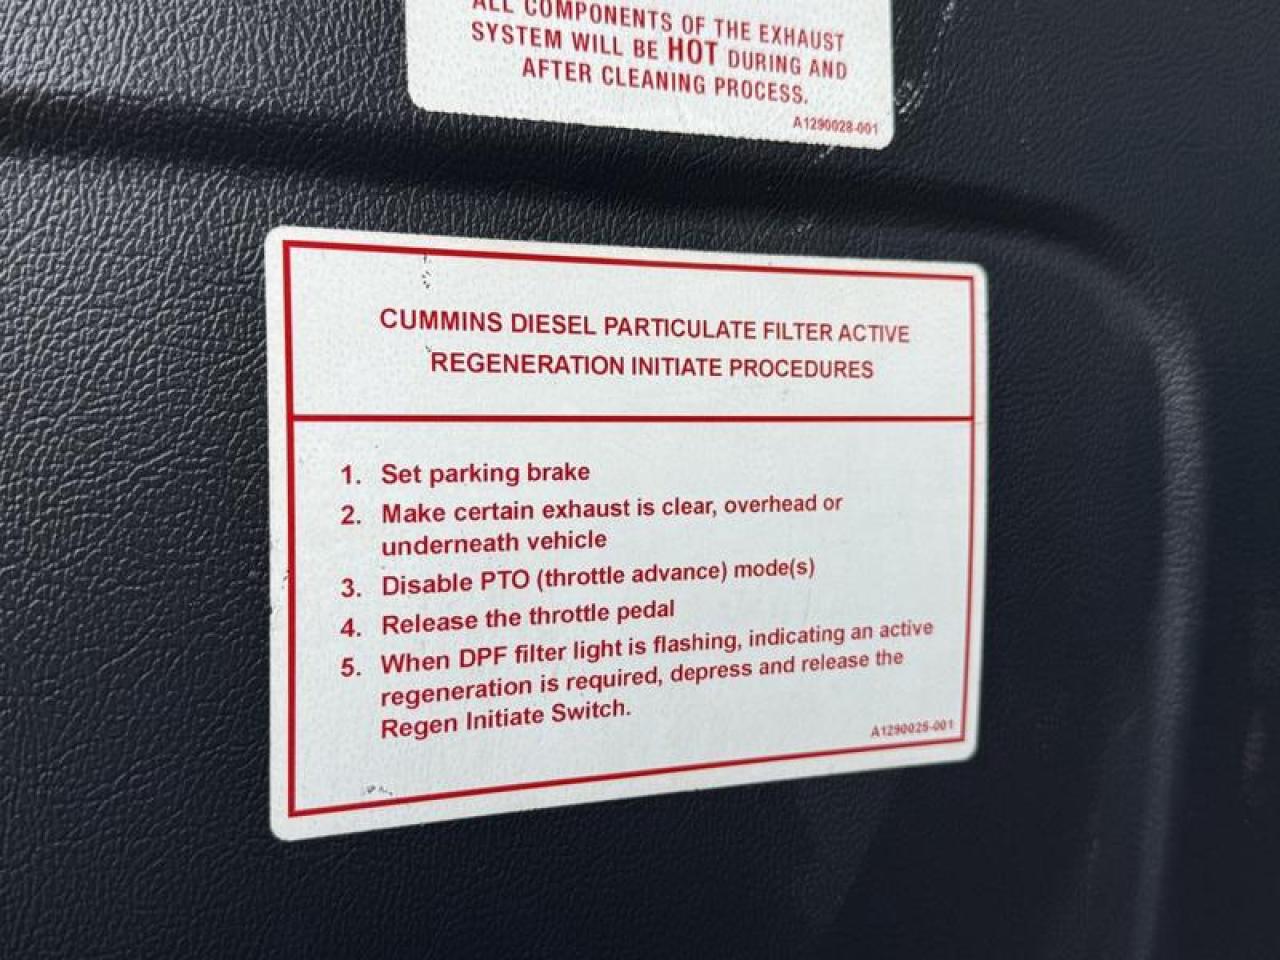 ALL COMPONENTS OF THE EXHAUST
SYSTEM WILL BE HOT DURING AND
AFTER CLEANING PROCESS.
A1290028-001
CUMMINS DIESEL PARTICULATE FILTER ACTIVE
REGENERATION INITIATE PROCEDURES
1. Set parking brake
2. Make certain exhaust is clear, overhead or
underneath vehicle
3. Disable PTO (throttle advance) mode(s)
4. Release the throttle pedal
5. When DPF filter light is flashing, indicating an active
regeneration is required, depress and release the
Regen Initiate Switch.
A1290025-001